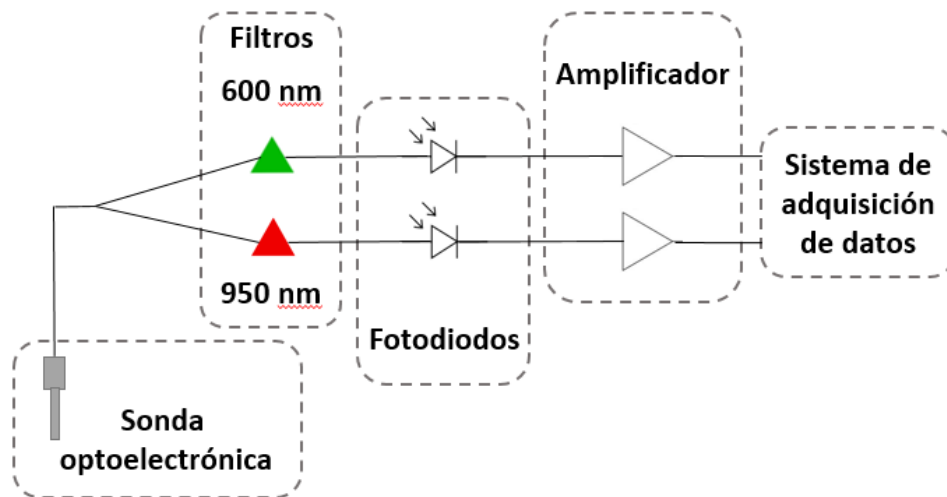 Filtros
600 nm
950 nm
Fotodiodos
Amplificador
Sistema de
adquisición
de datos
Sonda
optoelectrónica